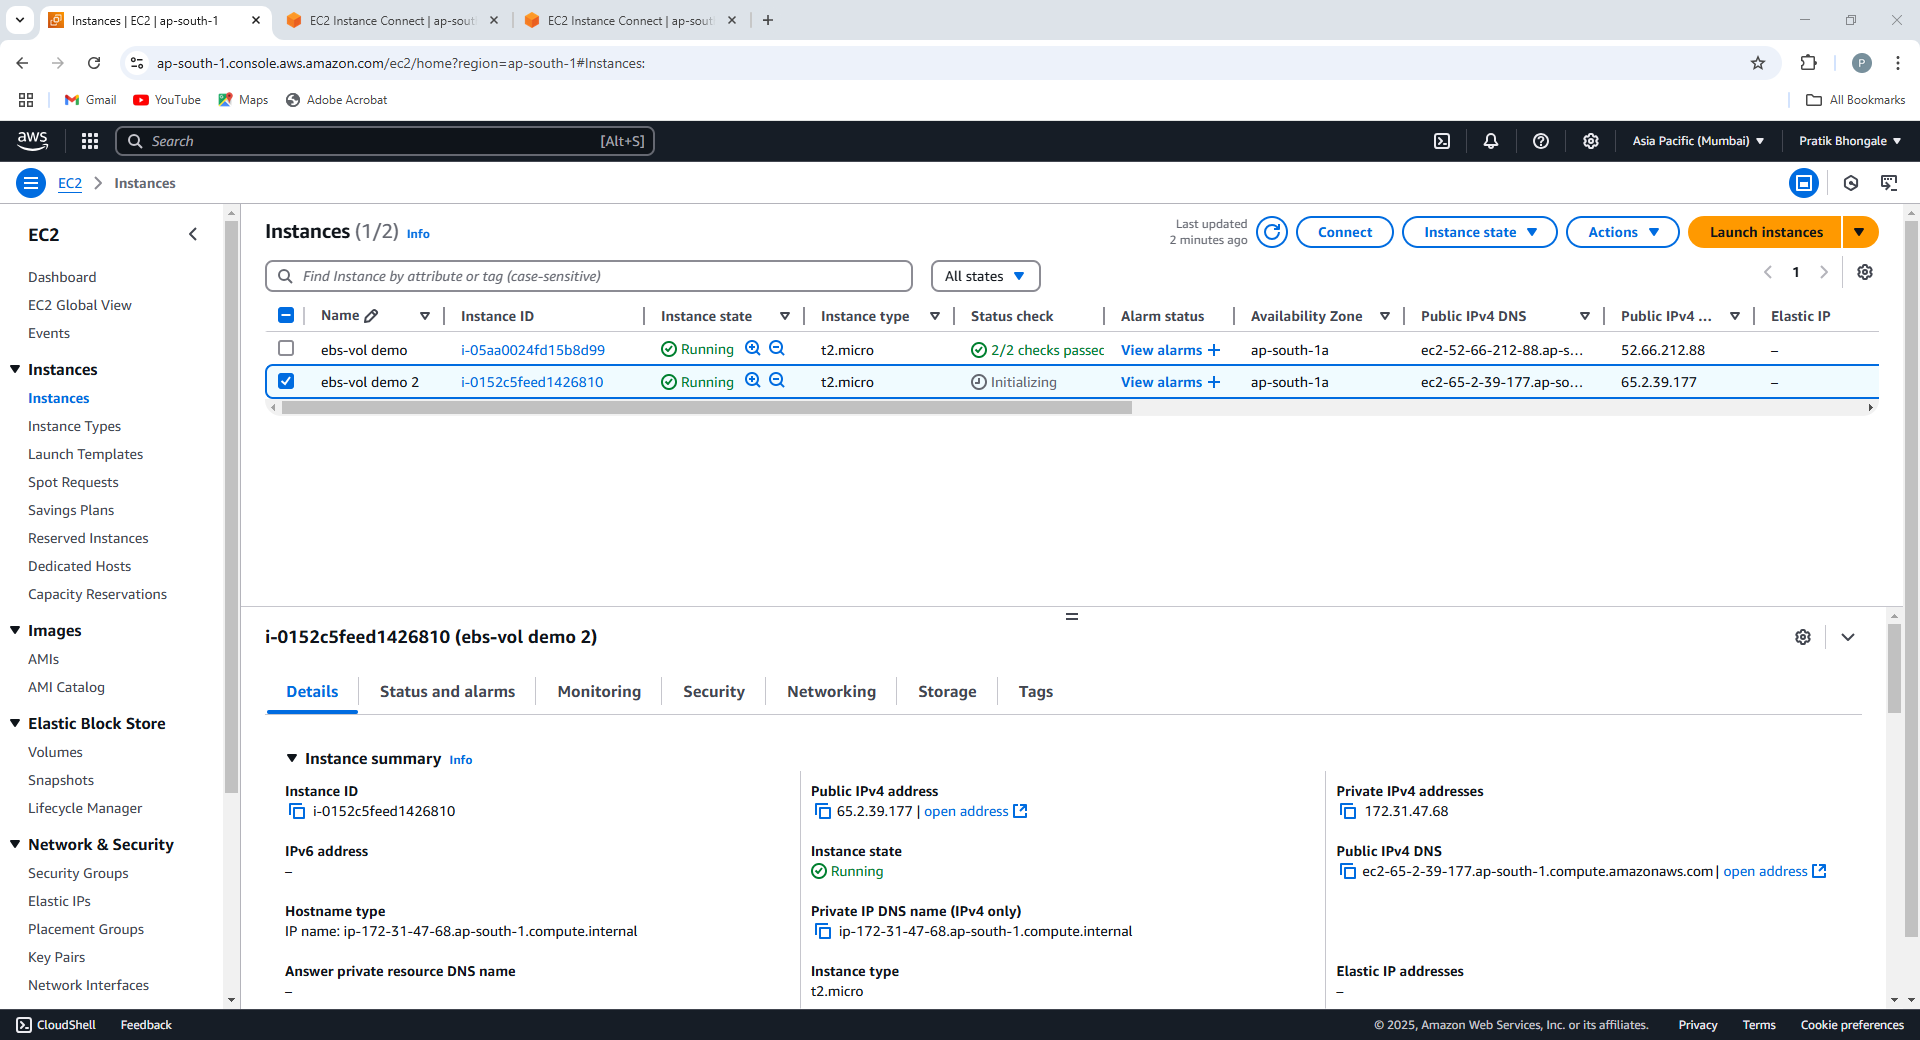 Instances | EC2 | ap-south-1
EC2 Instance Connect | ap-sout
EC2 Instance Connect | ap-sout
ap-south-1.console.aws.amazon.com/ec2/home?region=ap-south-1#Instances:
P
Gmail
YouTube
Maps
Adobe Acrobat
All Bookmarks
aws
Search
[Alt+S]
Asia Pacific (Mumbai)
Pratik Bhongale
EC2
Instances
EC2
Dashboard
EC2 Global View
Events
Instances
Instances
Instance Types
Launch Templates
Spot Requests
Savings Plans
Reserved Instances
Dedicated Hosts
Capacity Reservations
Images
AMIs
AMI Catalog
Elastic Block Store
Volumes
Snapshots
Lifecycle Manager
Network & Security
Security Groups
Elastic IPs
Placement Groups
Key Pairs
Network Interfaces
Instances (1/2) Info
Last updated
2 minutes ago
Connect
Instance state
Actions
Launch instances
Find Instance by attribute or tag (case-sensitive)
All states
1
Name Instance ID Instance state Instance type Status check Alarm status Availability Zone Public IPv4 DNS Public IPv4 ... Elastic IP
ebs-vol demo i-05aa0024fd15b8d99 Running t2.micro 2/2 checks passec View alarms ap-south-1a ec2-52-66-212-88.ap-s... 52.66.212.88 –
ebs-vol demo 2 i-0152c5feed1426810 Running t2.micro Initializing View alarms ap-south-1a ec2-65-2-39-177.ap-so... 65.2.39.177 –
i-0152c5feed1426810 (ebs-vol demo 2)
Details
Status and alarms
Monitoring
Security
Networking
Storage
Tags
Instance summary Info
Instance ID
i-0152c5feed1426810
Public IPv4 address
65.2.39.177 | open address
Private IPv4 addresses
172.31.47.68
IPv6 address
–
Instance state
Running
Public IPv4 DNS
ec2-65-2-39-177.ap-south-1.compute.amazonaws.com | open address
Hostname type
IP name: ip-172-31-47-68.ap-south-1.compute.internal
Private IP DNS name (IPv4 only)
ip-172-31-47-68.ap-south-1.compute.internal
Answer private resource DNS name
–
Instance type
t2.micro
Elastic IP addresses
–
CloudShell
Feedback
© 2025, Amazon Web Services, Inc. or its affiliates.
Privacy
Terms
Cookie preferences